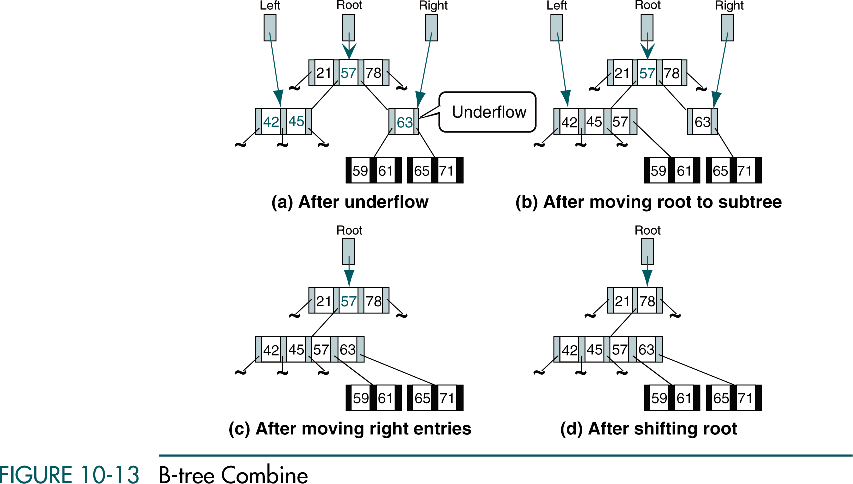 Left Root Right
21 57 78
~ ~
42 45 63 Underflow
~ ~ ~
59 61 65 71
(a) After underflow
Left Root Right
21 57 78
~ ~
42 45 57 63
~ ~ ~
59 61 65 71
(b) After moving root to subtree
Root
21 57 78
~ ~
42 45 57 63
~ ~ ~
59 61 65 71
(c) After moving right entries
Root
21 78
~ ~
42 45 57 63
~ ~ ~
59 61 65 71
(d) After shifting root
FIGURE 10-13 B-tree Combine